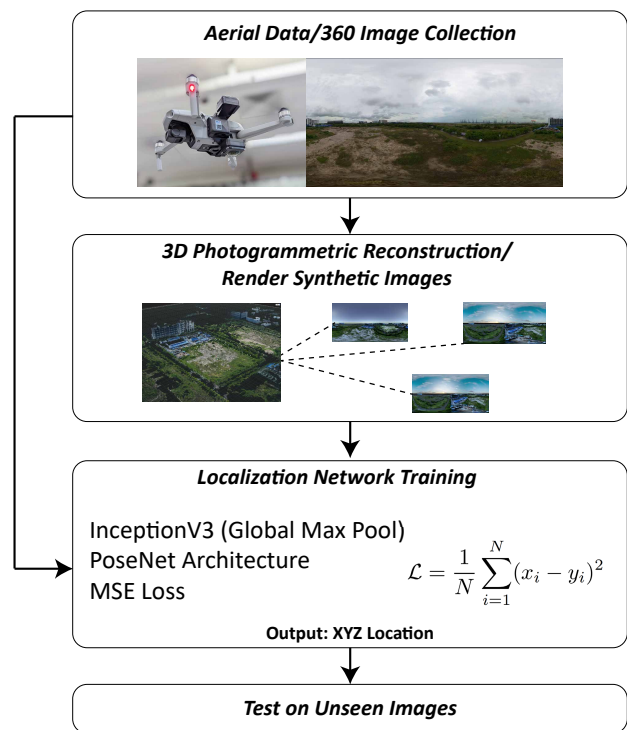 Aerial Data/360 Image Collection
3D Photogrammetric Reconstruction/
Render Synthetic Images
Localization Network Training
InceptionV3 (Global Max Pool)
PoseNet Architecture
MSE Loss
$\mathcal{L} = \frac{1}{N} \sum_{i=1}^{N} (x_i - y_i)^2$
Output: XYZ Location
Test on Unseen Images